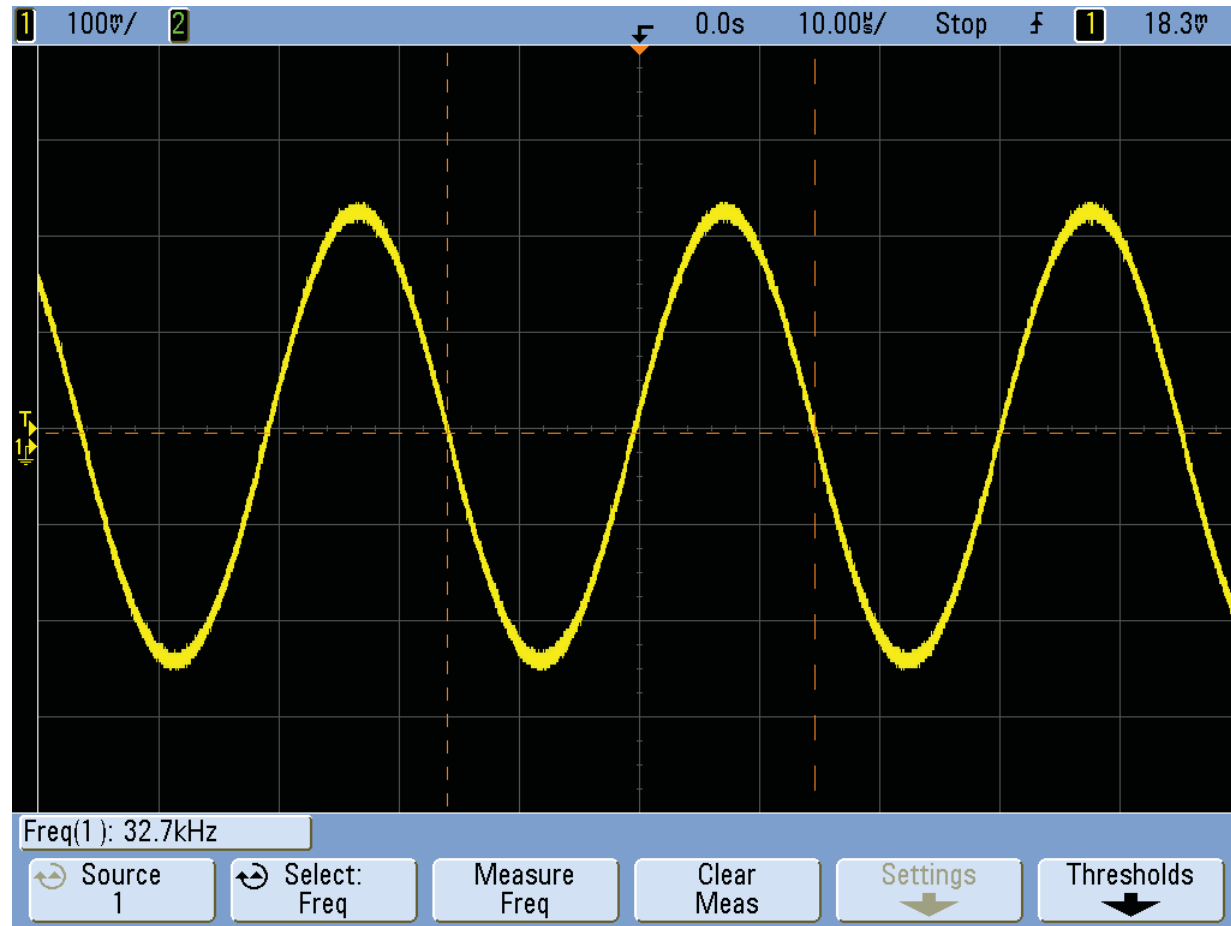 1 100mV/ 2 0.0s 10.00µs/ Stop 1 18.3mV
T
1
Freq(1): 32.7kHz
Source Select: Measure Clear Settings Thresholds
1 Freq Freq Meas